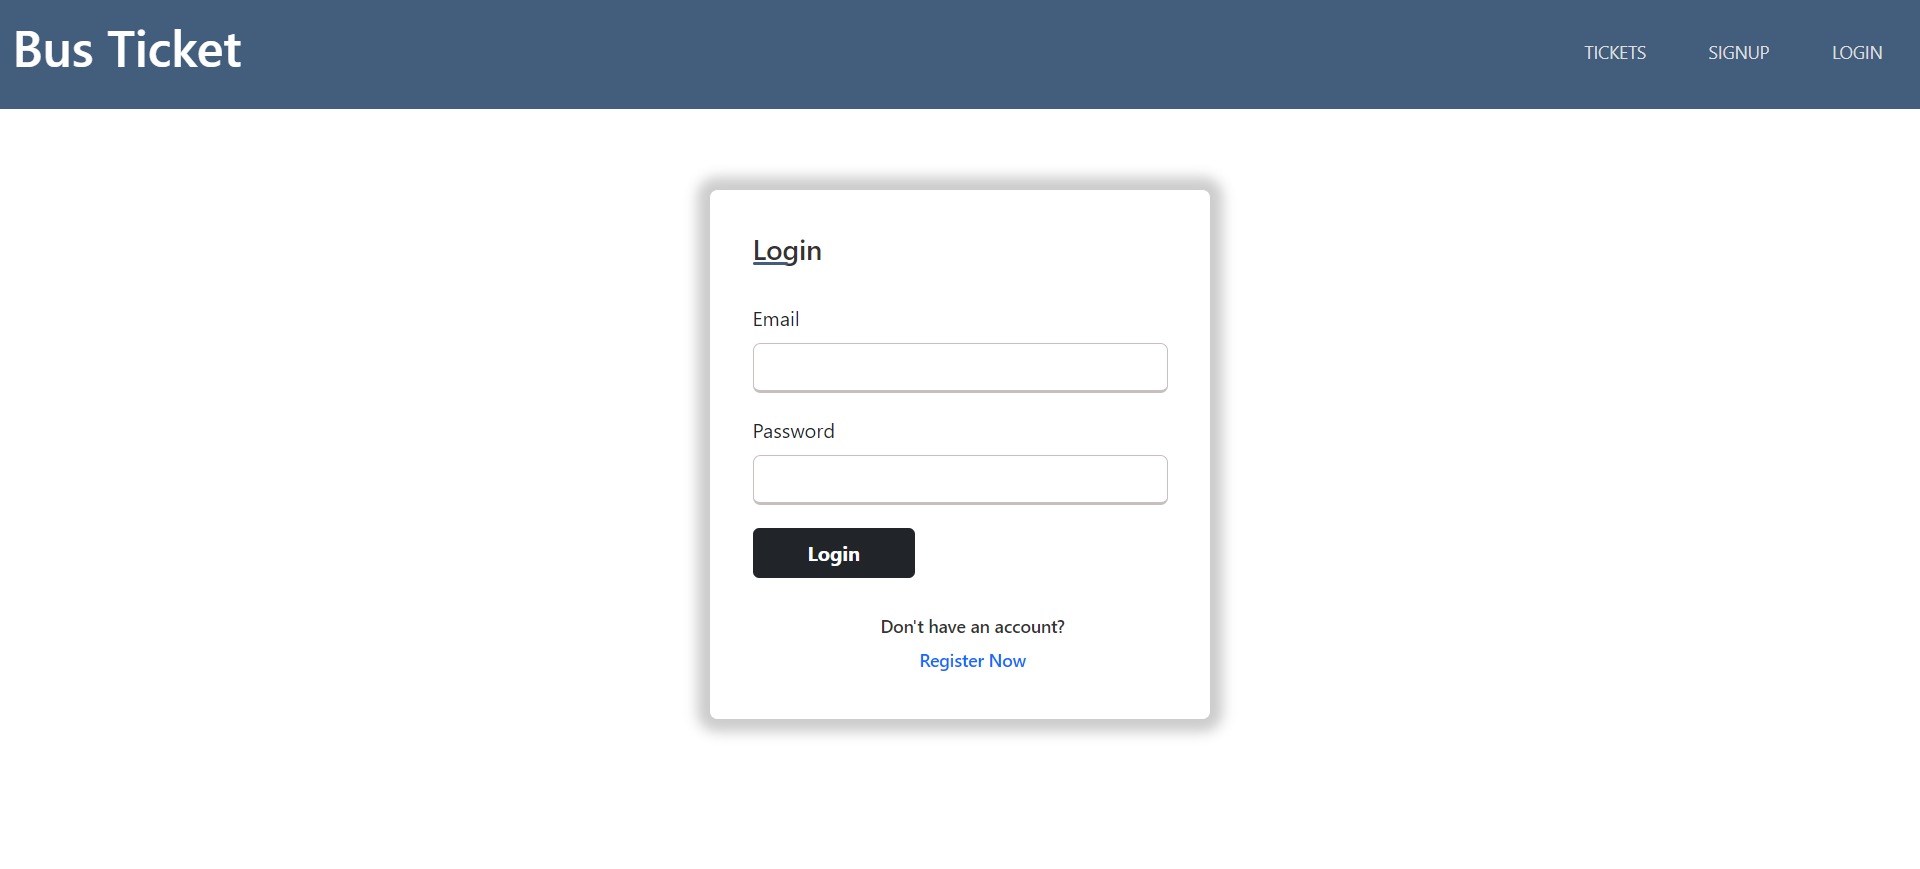 Bus Ticket
TICKETS SIGNUP LOGIN
Login
Email
Password
Login
Don't have an account?
Register Now